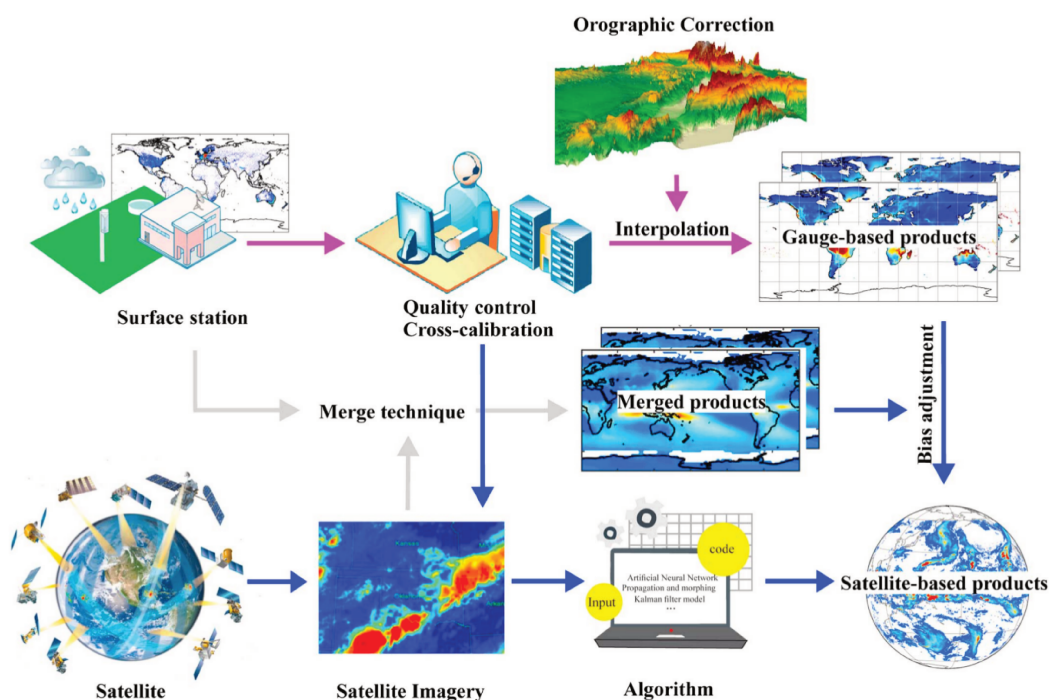 Orographic Correction
Interpolation
Gauge-based products
Surface station
Quality control
Cross-calibration
Merge technique
Merged products
Bias adjustment
code
Artificial Neural Network
Propagation and morphing
Kalman filter model
...
Input
Satellite-based products
Satellite
Satellite Imagery
Algorithm